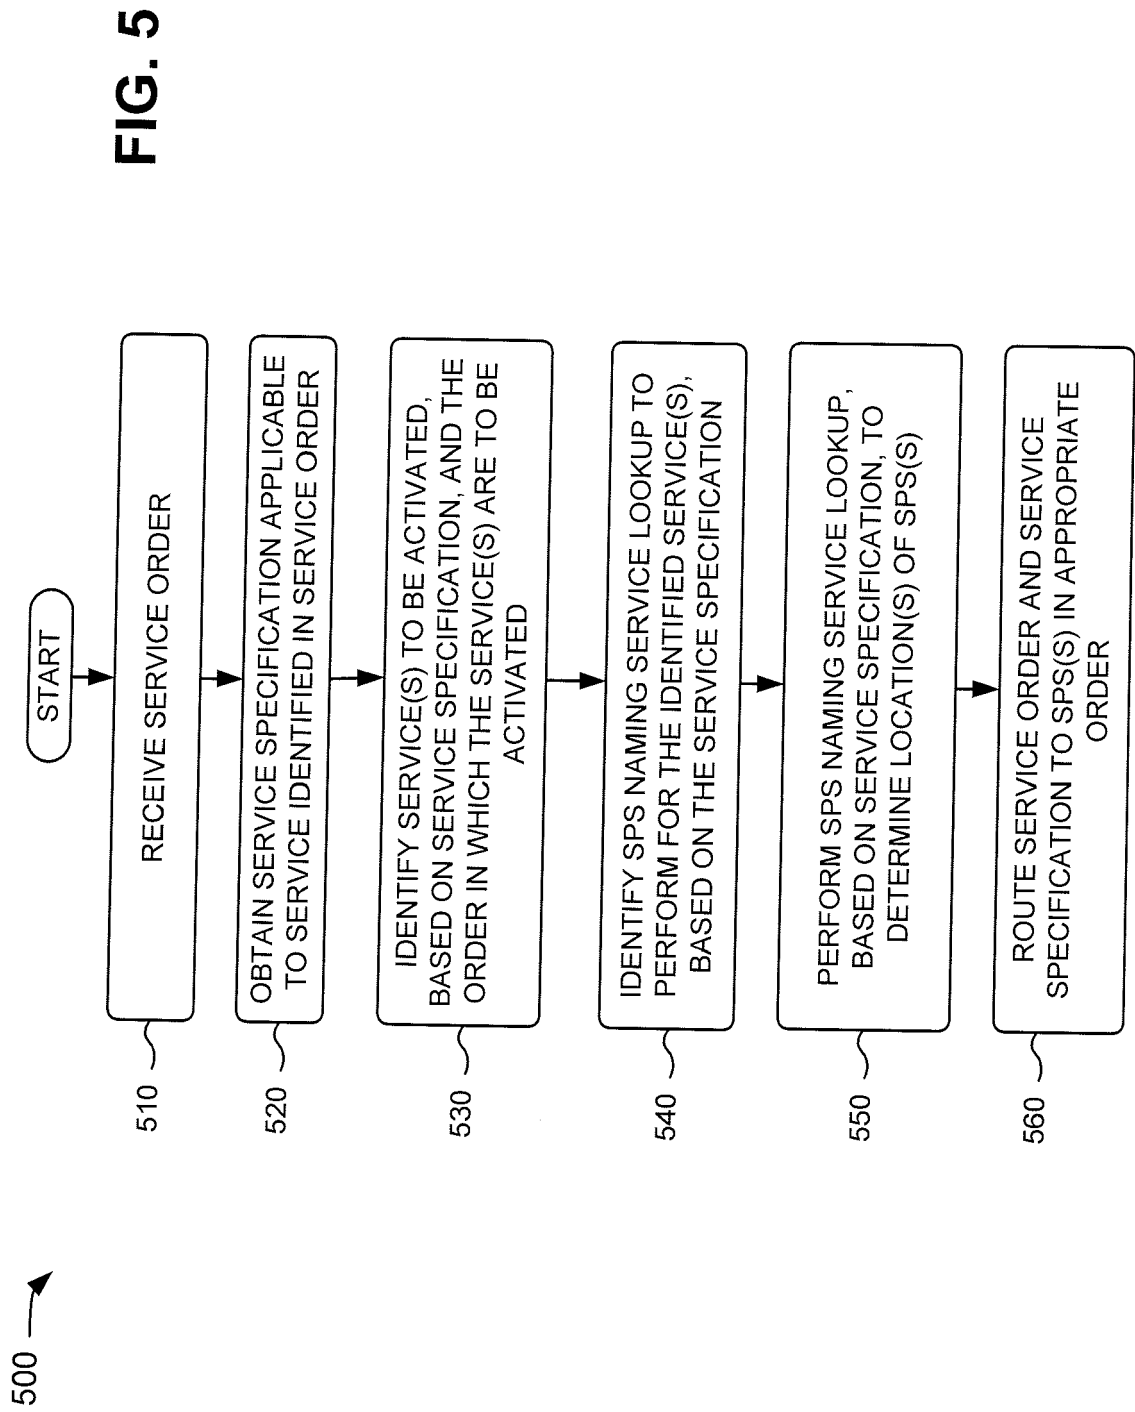 500
START
510
RECEIVE SERVICE ORDER
520
OBTAIN SERVICE SPECIFICATION APPLICABLE
TO SERVICE IDENTIFIED IN SERVICE ORDER
530
IDENTIFY SERVICE(S) TO BE ACTIVATED,
BASED ON SERVICE SPECIFICATION, AND THE
ORDER IN WHICH THE SERVICE(S) ARE TO BE
ACTIVATED
540
IDENTIFY SPS NAMING SERVICE LOOKUP TO
PERFORM FOR THE IDENTIFIED SERVICE(S),
BASED ON THE SERVICE SPECIFICATION
550
PERFORM SPS NAMING SERVICE LOOKUP,
BASED ON SERVICE SPECIFICATION, TO
DETERMINE LOCATION(S) OF SPS(S)
560
ROUTE SERVICE ORDER AND SERVICE
SPECIFICATION TO SPS(S) IN APPROPRIATE
ORDER
FIG. 5